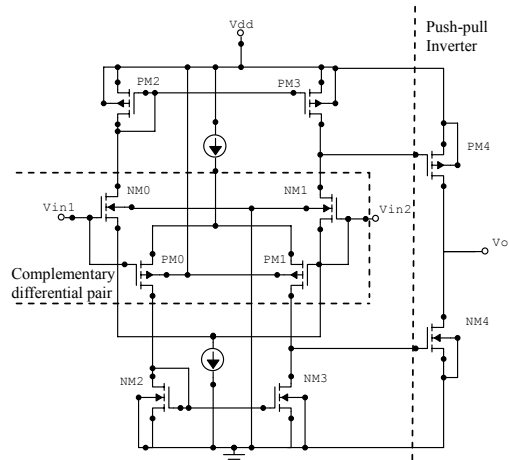 Vdd
Push-pull
Inverter
PM2
PM3
PM4
NM0
NM1
Vin1
Vin2
PM0
PM1
Vo
Complementary
differential pair
NM4
NM2
NM3